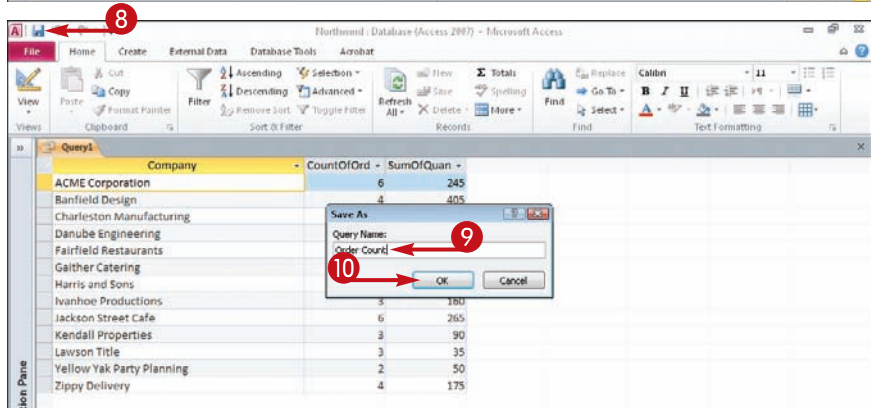 8
Northwind : Database (Access 2007) - Microsoft Access
File Home Create External Data Database Tools Acrobat
View Paste Cut Copy Format Painter
Filter Ascending Descending Remove Sort Selection Advanced Toggle Filter
Refresh All New Save Delete Totals Spelling More
Find Replace Go To Select
Calibri 11
B I U
A
Views Clipboard Sort & Filter Records Find Text Formatting
»
Query1
Company CountOfOrd SumOfQuan
ACME Corporation 6 245
Banfield Design 4 405
Charleston Manufacturing
Danube Engineering
Fairfield Restaurants
Gaither Catering
Harris and Sons
Ivanhoe Productions 3 160
Jackson Street Cafe 6 265
Kendall Properties 3 90
Lawson Title 3 35
Yellow Yak Party Planning 2 50
Zippy Delivery 4 175
Save As
Query Name:
Order Count
9
10
OK Cancel
Pane